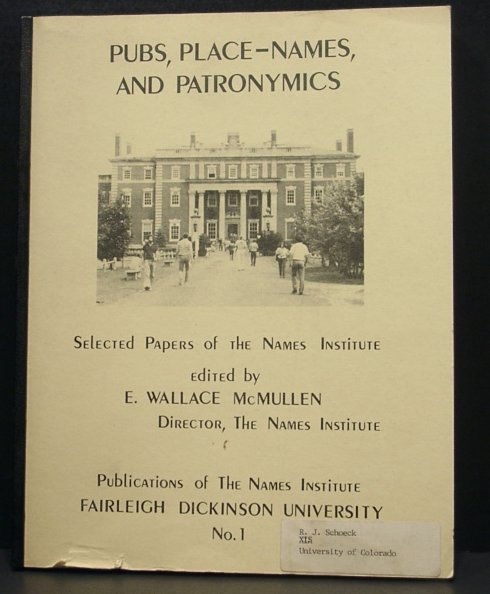 PUBS, PLACE-NAMES,
AND PATRONYMICS
Selected Papers of the Names Institute
edited by
E. WALLACE McMULLEN
Director, The Names Institute
Publications of The Names Institute
FAIRLEIGH DICKINSON UNIVERSITY
No. 1
R. J. Schoeck
XIS
University of Colorado